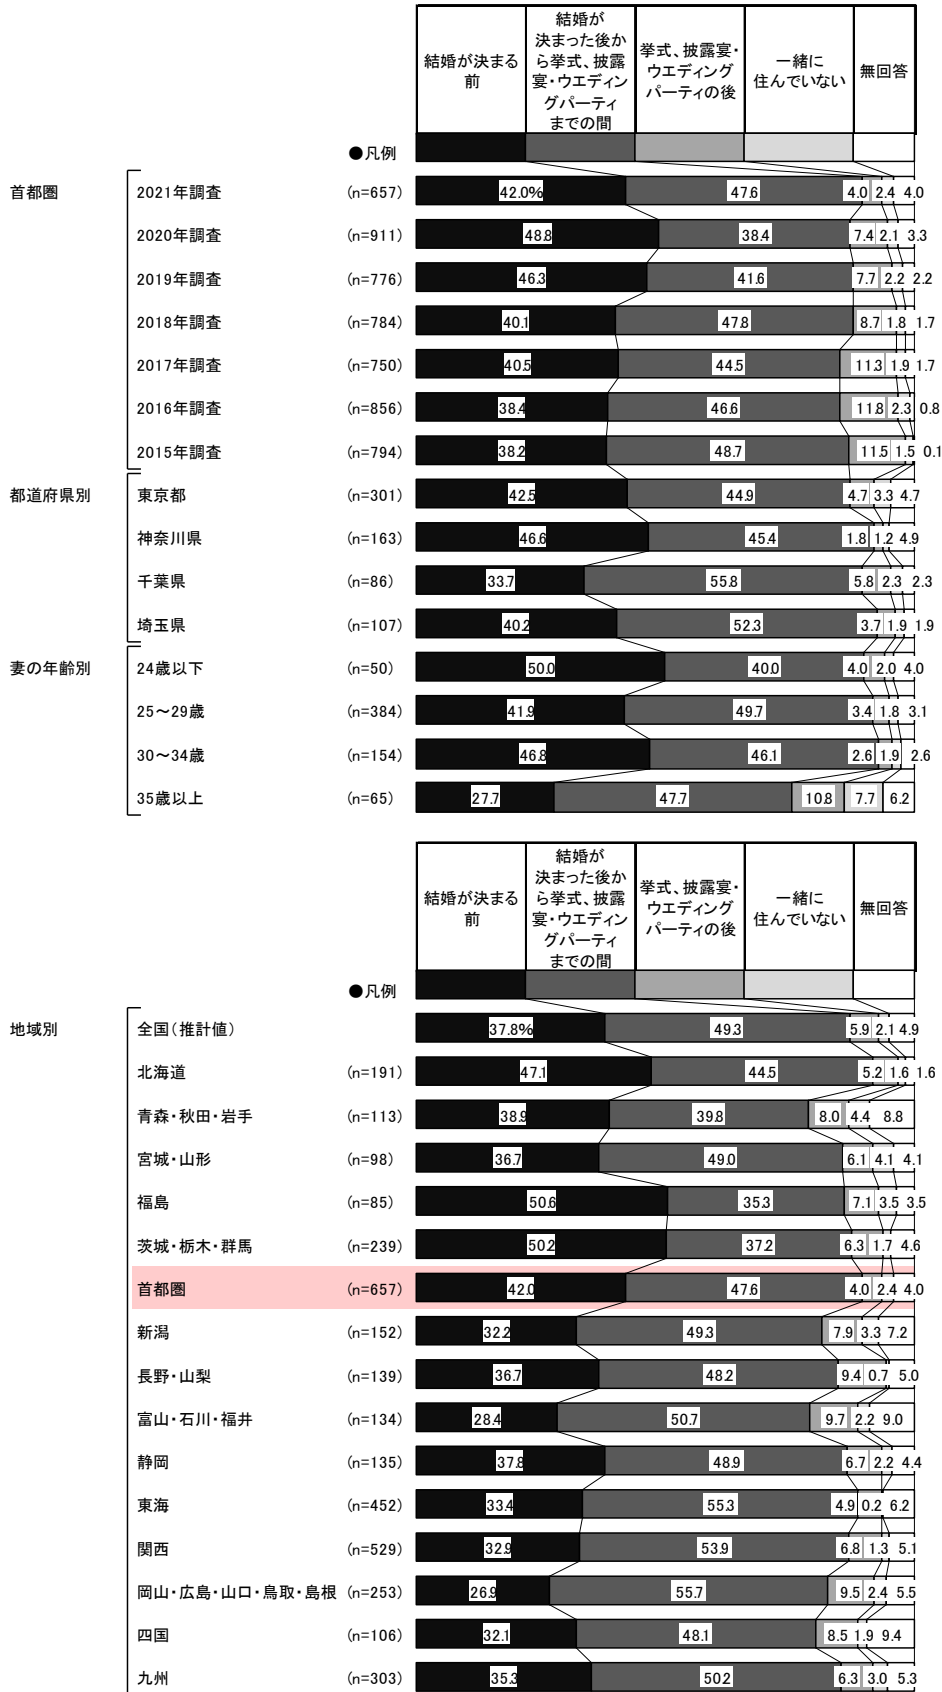 結婚が決まる
前
結婚が
決まった後か
ら挙式、披露
宴・ウエディン
グパーティ
までの間
挙式、披露宴・
ウエディング
パーティの後
一緒に
住んでいない
無回答
●凡例
首都圏 2021年調査 (n=657) 42.0% 47.6 4.0 2.4 4.0
2020年調査 (n=911) 48.8 38.4 7.4 2.1 3.3
2019年調査 (n=776) 46.3 41.6 7.7 2.2 2.2
2018年調査 (n=784) 40.1 47.8 8.7 1.8 1.7
2017年調査 (n=750) 40.5 44.5 11.3 1.9 1.7
2016年調査 (n=856) 38.4 46.6 11.8 2.3 0.8
2015年調査 (n=794) 38.2 48.7 11.5 1.5 0.1
都道府県別 東京都 (n=301) 42.5 44.9 4.7 3.3 4.7
神奈川県 (n=163) 46.6 45.4 1.8 1.2 4.9
千葉県 (n=86) 33.7 55.8 5.8 2.3 2.3
埼玉県 (n=107) 40.2 52.3 3.7 1.9 1.9
妻の年齢別 24歳以下 (n=50) 50.0 40.0 4.0 2.0 4.0
25～29歳 (n=384) 41.9 49.7 3.4 1.8 3.1
30～34歳 (n=154) 46.8 46.1 2.6 1.9 2.6
35歳以上 (n=65) 27.7 47.7 10.8 7.7 6.2
結婚が決まる
前
結婚が
決まった後か
ら挙式、披露
宴・ウエディン
グパーティ
までの間
挙式、披露宴・
ウエディング
パーティの後
一緒に
住んでいない
無回答
●凡例
地域別 全国(推計値) 37.8% 49.3 5.9 2.1 4.9
北海道 (n=191) 47.1 44.5 5.2 1.6 1.6
青森・秋田・岩手 (n=113) 38.9 39.8 8.0 4.4 8.8
宮城・山形 (n=98) 36.7 49.0 6.1 4.1 4.1
福島 (n=85) 50.6 35.3 7.1 3.5 3.5
茨城・栃木・群馬 (n=239) 50.2 37.2 6.3 1.7 4.6
首都圏 (n=657) 42.0 47.6 4.0 2.4 4.0
新潟 (n=152) 32.2 49.3 7.9 3.3 7.2
長野・山梨 (n=139) 36.7 48.2 9.4 0.7 5.0
富山・石川・福井 (n=134) 28.4 50.7 9.7 2.2 9.0
静岡 (n=135) 37.8 48.9 6.7 2.2 4.4
東海 (n=452) 33.4 55.3 4.9 0.2 6.2
関西 (n=529) 32.9 53.9 6.8 1.3 5.1
岡山・広島・山口・鳥取・島根 (n=253) 26.9 55.7 9.5 2.4 5.5
四国 (n=106) 32.1 48.1 8.5 1.9 9.4
九州 (n=303) 35.3 50.2 6.3 3.0 5.3